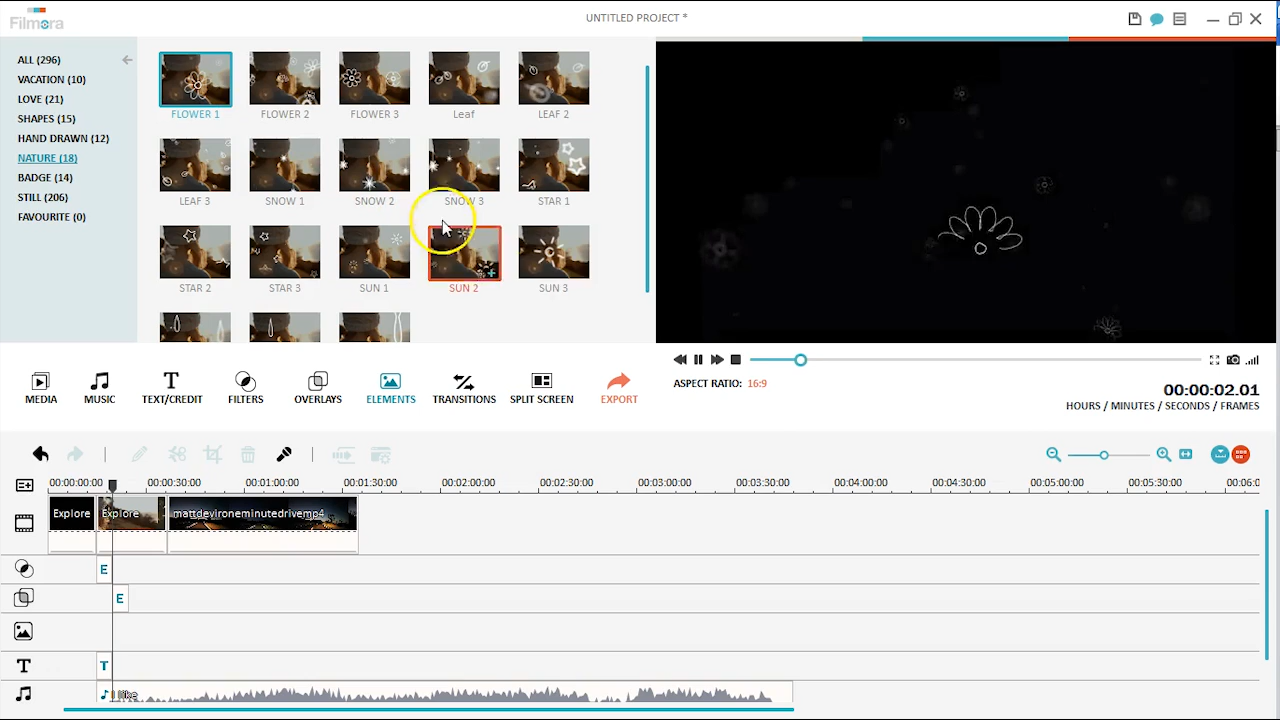 Filmora
UNTITLED PROJECT *
ALL (296)
VACATION (10)
LOVE (21)
SHAPES (15)
HAND DRAWN (12)
NATURE (18)
BADGE (14)
STILL (206)
FAVOURITE (0)
FLOWER 1
FLOWER 2
FLOWER 3
Leaf
LEAF 2
LEAF 3
SNOW 1
SNOW 2
SNOW 3
STAR 1
STAR 2
STAR 3
SUN 1
SUN 2
SUN 3
ASPECT RATIO: 16:9
00:00:02.01
HOURS / MINUTES / SECONDS / FRAMES
MEDIA
MUSIC
TEXT/CREDIT
FILTERS
OVERLAYS
ELEMENTS
TRANSITIONS
SPLIT SCREEN
EXPORT
00:00:00:00
00:00:30:00
00:01:00:00
00:01:30:00
00:02:00:00
00:02:30:00
00:03:00:00
00:03:30:00
00:04:00:00
00:04:30:00
00:05:00:00
00:05:30:00
00:06:0
Explore
Explore
mattdevironeminutedrivemp4
E
E
T
T
I like